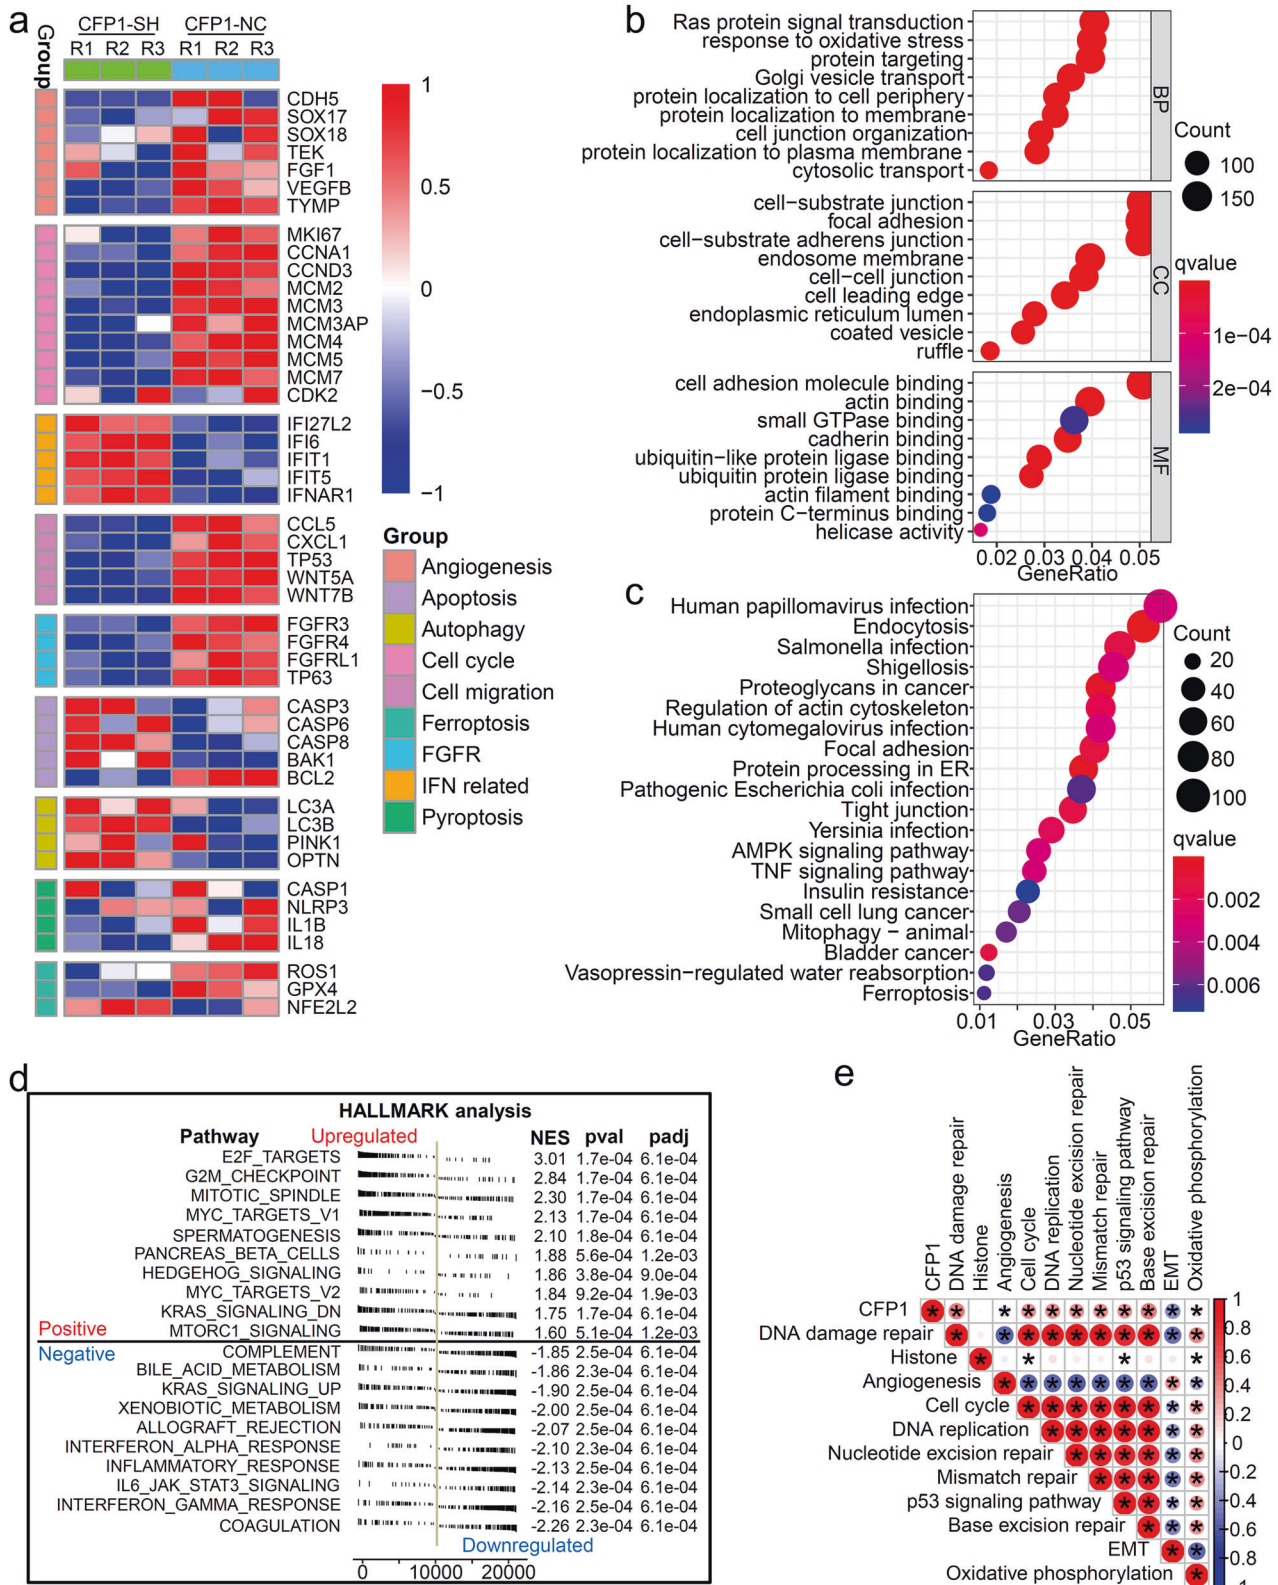 a
CFP1-SH CFP1-NC
R1 R2 R3 R1 R2 R3
Group
CDH5
SOX17
SOX18
TEK
FGF1
VEGFB
TYMP
MKI67
CCNA1
CCND3
MCM2
MCM3
MCM3AP
MCM4
MCM5
MCM7
CDK2
IFI27L2
IFI6
IFIT1
IFIT5
IFNAR1
CCL5
CXCL1
TP53
WNT5A
WNT7B
FGFR3
FGFR4
FGFRL1
TP63
CASP3
CASP6
CASP8
BAK1
BCL2
LC3A
LC3B
PINK1
OPTN
CASP1
NLRP3
IL1B
IL18
ROS1
GPX4
NFE2L2
1
0.5
0
−0.5
−1
Group
Angiogenesis
Apoptosis
Autophagy
Cell cycle
Cell migration
Ferroptosis
FGFR
IFN related
Pyroptosis
b
Ras protein signal transduction
response to oxidative stress
protein targeting
Golgi vesicle transport
protein localization to cell periphery
protein localization to membrane
cell junction organization
protein localization to plasma membrane
cytosolic transport
BP
cell−substrate junction
focal adhesion
cell−substrate adherens junction
endosome membrane
cell−cell junction
cell leading edge
endoplasmic reticulum lumen
coated vesicle
ruffle
CC
cell adhesion molecule binding
actin binding
small GTPase binding
cadherin binding
ubiquitin−like protein ligase binding
ubiquitin protein ligase binding
actin filament binding
protein C−terminus binding
helicase activity
MF
0.02 0.03 0.04 0.05
GeneRatio
Count
100
150
qvalue
1e−04
2e−04
c
Human papillomavirus infection
Endocytosis
Salmonella infection
Shigellosis
Proteoglycans in cancer
Regulation of actin cytoskeleton
Human cytomegalovirus infection
Focal adhesion
Protein processing in ER
Pathogenic Escherichia coli infection
Tight junction
Yersinia infection
AMPK signaling pathway
TNF signaling pathway
Insulin resistance
Small cell lung cancer
Mitophagy − animal
Bladder cancer
Vasopressin−regulated water reabsorption
Ferroptosis
0.01 0.03 0.05
GeneRatio
Count
20
40
60
80
100
qvalue
0.002
0.004
0.006
d
HALLMARK analysis
Pathway Upregulated NES pval padj
E2F_TARGETS 3.01 1.7e-04 6.1e-04
G2M_CHECKPOINT 2.84 1.7e-04 6.1e-04
MITOTIC_SPINDLE 2.30 1.7e-04 6.1e-04
MYC_TARGETS_V1 2.13 1.7e-04 6.1e-04
SPERMATOGENESIS 2.10 1.8e-04 6.1e-04
PANCREAS_BETA_CELLS 1.88 5.6e-04 1.2e-03
HEDGEHOG_SIGNALING 1.86 3.8e-04 9.0e-04
MYC_TARGETS_V2 1.84 9.2e-04 1.9e-03
KRAS_SIGNALING_DN 1.75 1.7e-04 6.1e-04
Positive MTORC1_SIGNALING 1.60 5.1e-04 1.2e-03
Negative COMPLEMENT -1.85 2.5e-04 6.1e-04
BILE_ACID_METABOLISM -1.86 2.3e-04 6.1e-04
KRAS_SIGNALING_UP -1.90 2.5e-04 6.1e-04
XENOBIOTIC_METABOLISM -2.00 2.5e-04 6.1e-04
ALLOGRAFT_REJECTION -2.07 2.5e-04 6.1e-04
INTERFERON_ALPHA_RESPONSE -2.10 2.3e-04 6.1e-04
INFLAMMATORY_RESPONSE -2.13 2.5e-04 6.1e-04
IL6_JAK_STAT3_SIGNALING -2.14 2.3e-04 6.1e-04
INTERFERON_GAMMA_RESPONSE -2.16 2.5e-04 6.1e-04
COAGULATION -2.26 2.3e-04 6.1e-04
Downregulated
0 10000 20000
e
CFP1
DNA damage repair
Histone
Angiogenesis
Cell cycle
DNA replication
Nucleotide excision repair
Mismatch repair
p53 signaling pathway
Base excision repair
EMT
Oxidative phosphorylation
CFP1
DNA damage repair
Histone
Angiogenesis
Cell cycle
DNA replication
Nucleotide excision repair
Mismatch repair
p53 signaling pathway
Base excision repair
EMT
Oxidative phosphorylation
1
0.8
0.6
0.4
0.2
0
-0.2
-0.4
-0.6
-0.8